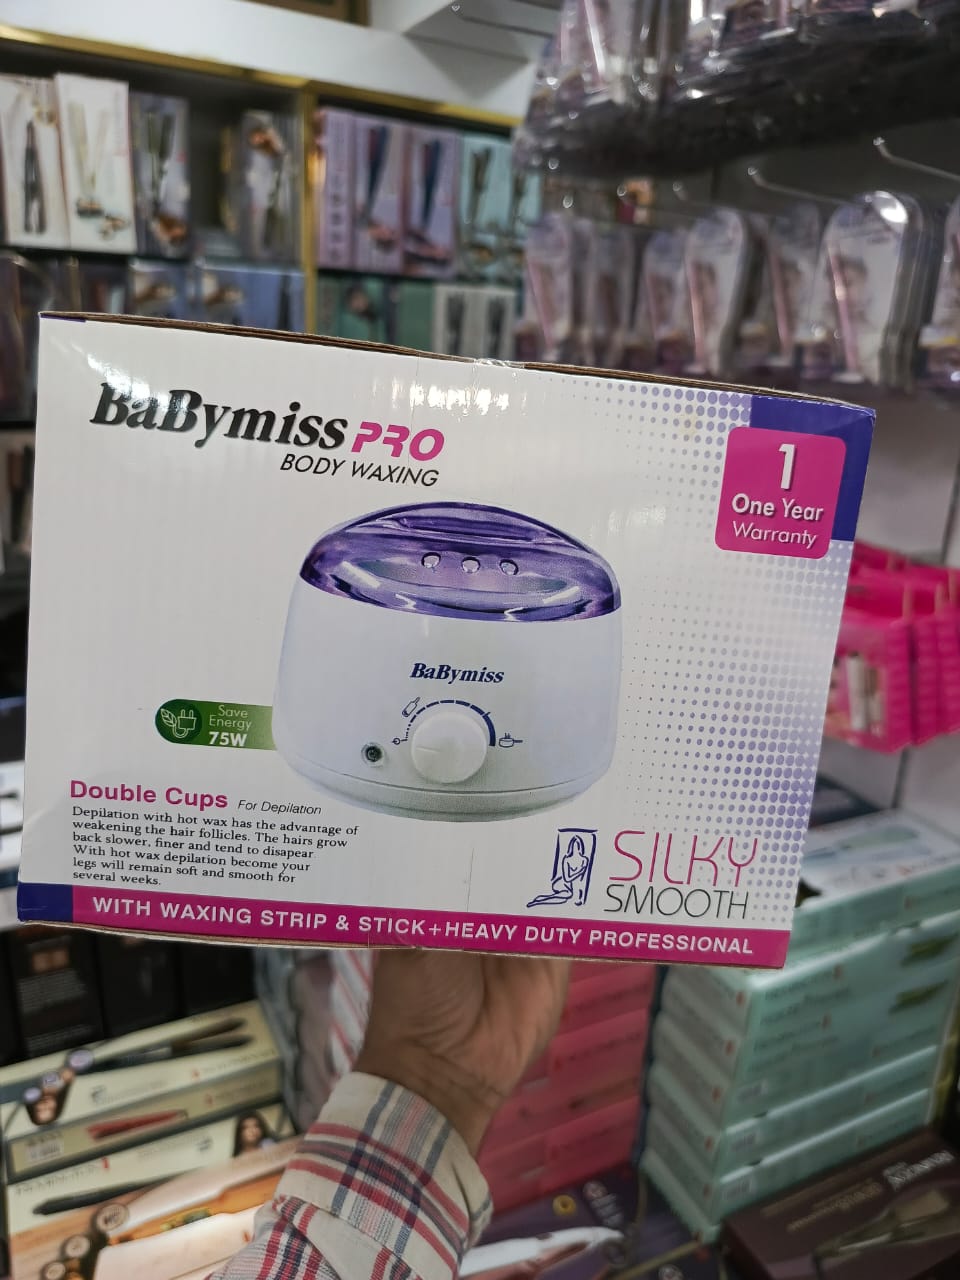 BaBymiss PRO
BODY WAXING
1
One Year
Warranty
BaBymiss
Save
Energy
75W
Double Cups For Depilation
Depilation with hot wax has the advantage of
weakening the hair follicles. The hairs grow
back slower, finer and tend to disapear
With hot wax depilation become your
legs will remain soft and smooth for
several weeks.
SILKY
SMOOTH
WITH WAXING STRIP & STICK+HEAVY DUTY PROFESSIONAL